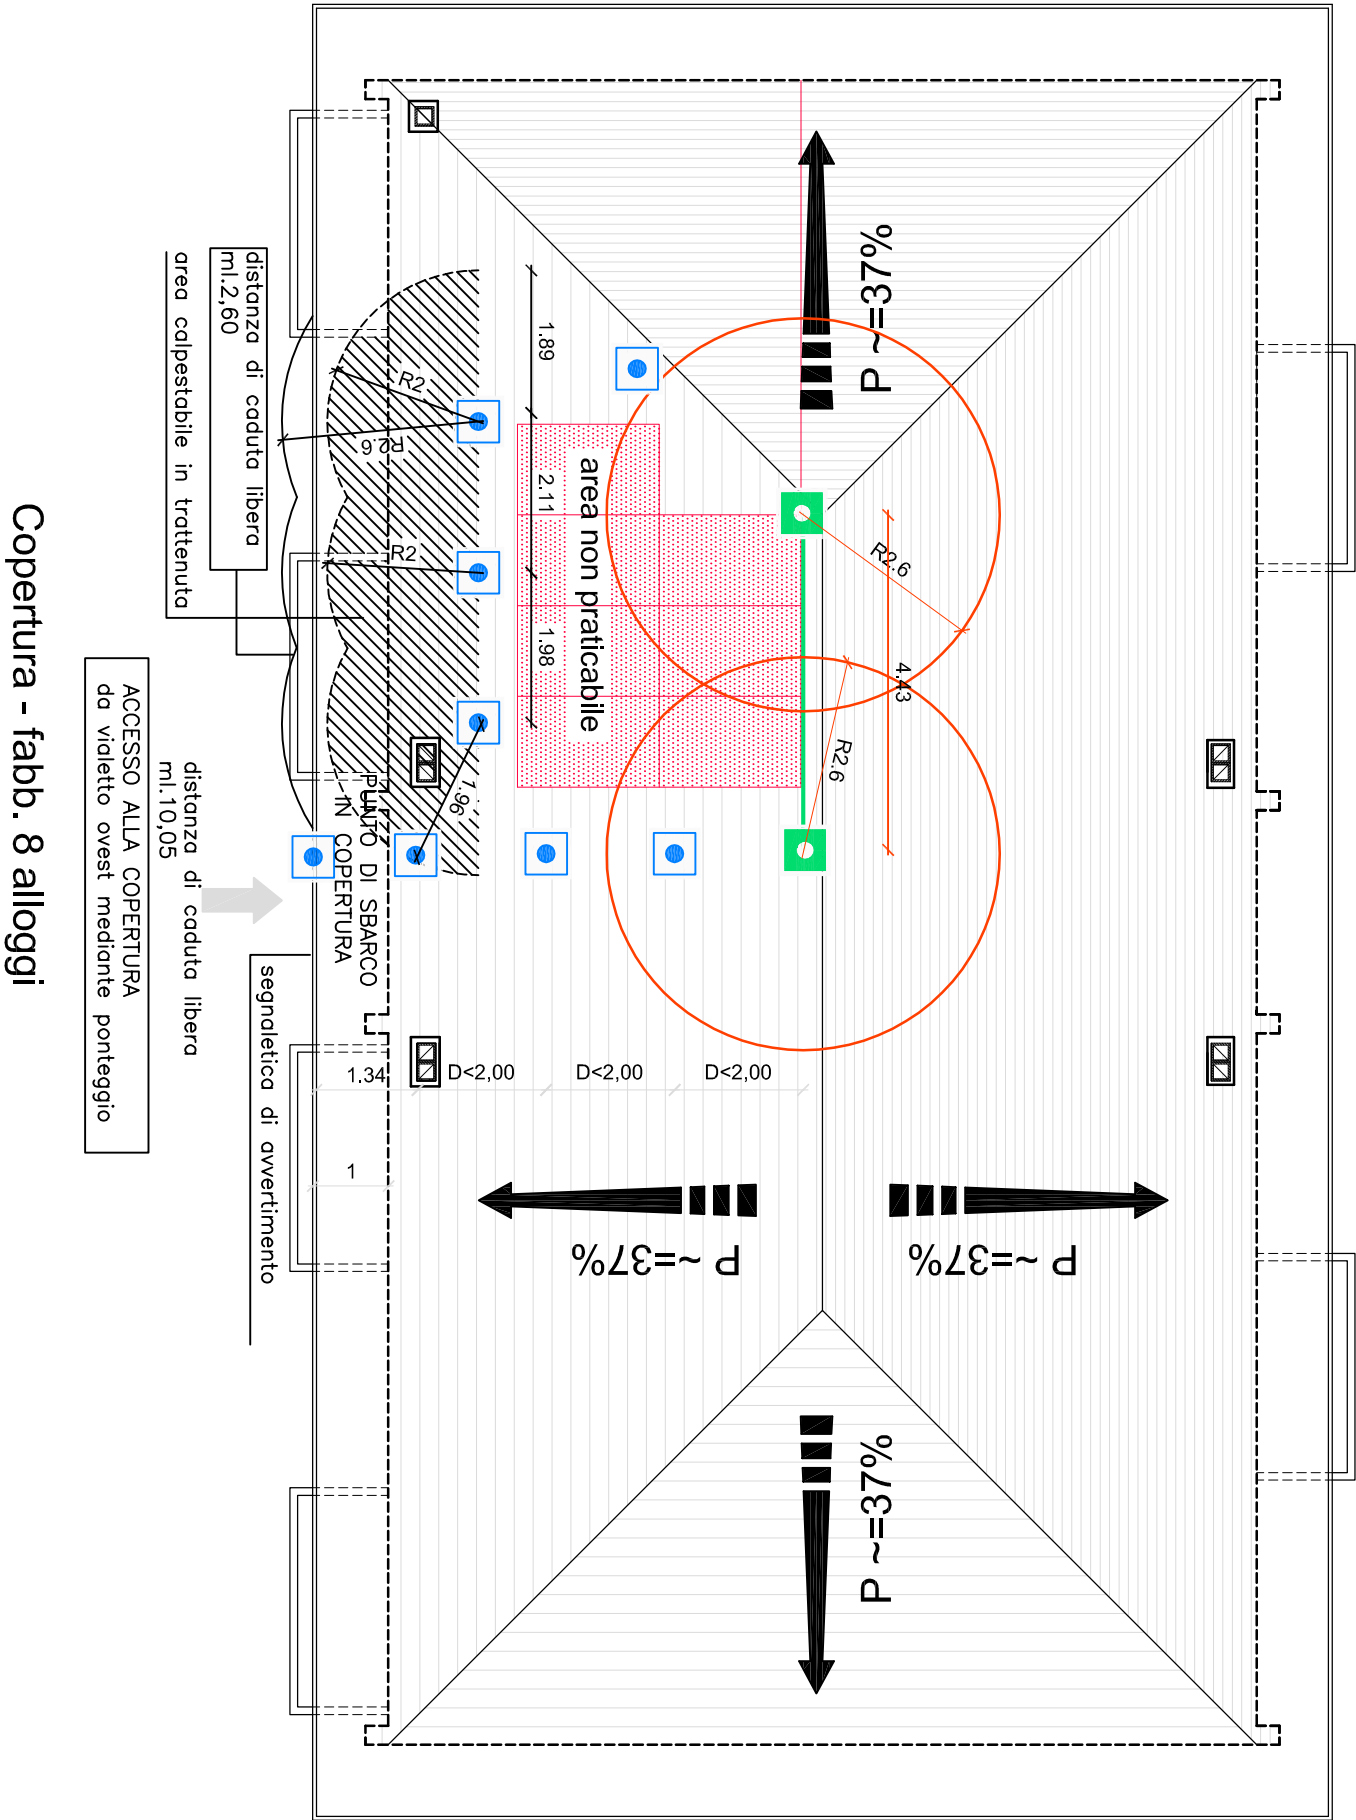 P ~=37%
1.89
2.11
1.98
area non praticabile
R2
R2.6
R2
1.96
R2.6
4.43
R2.6
distanza di caduta libera
ml.2,60
area calpestabile in trattenuta
PUNTO DI SBARCO
IN COPERTURA
distanza di caduta libera
ml.10,05
ACCESSO ALLA COPERTURA
da vialetto ovest mediante ponteggio
segnaletica di avvertimento
1.34
D<2,00
D<2,00
D<2,00
1
P ~=37%
P ~=37%
P ~=37%
Copertura - fabb. 8 alloggi